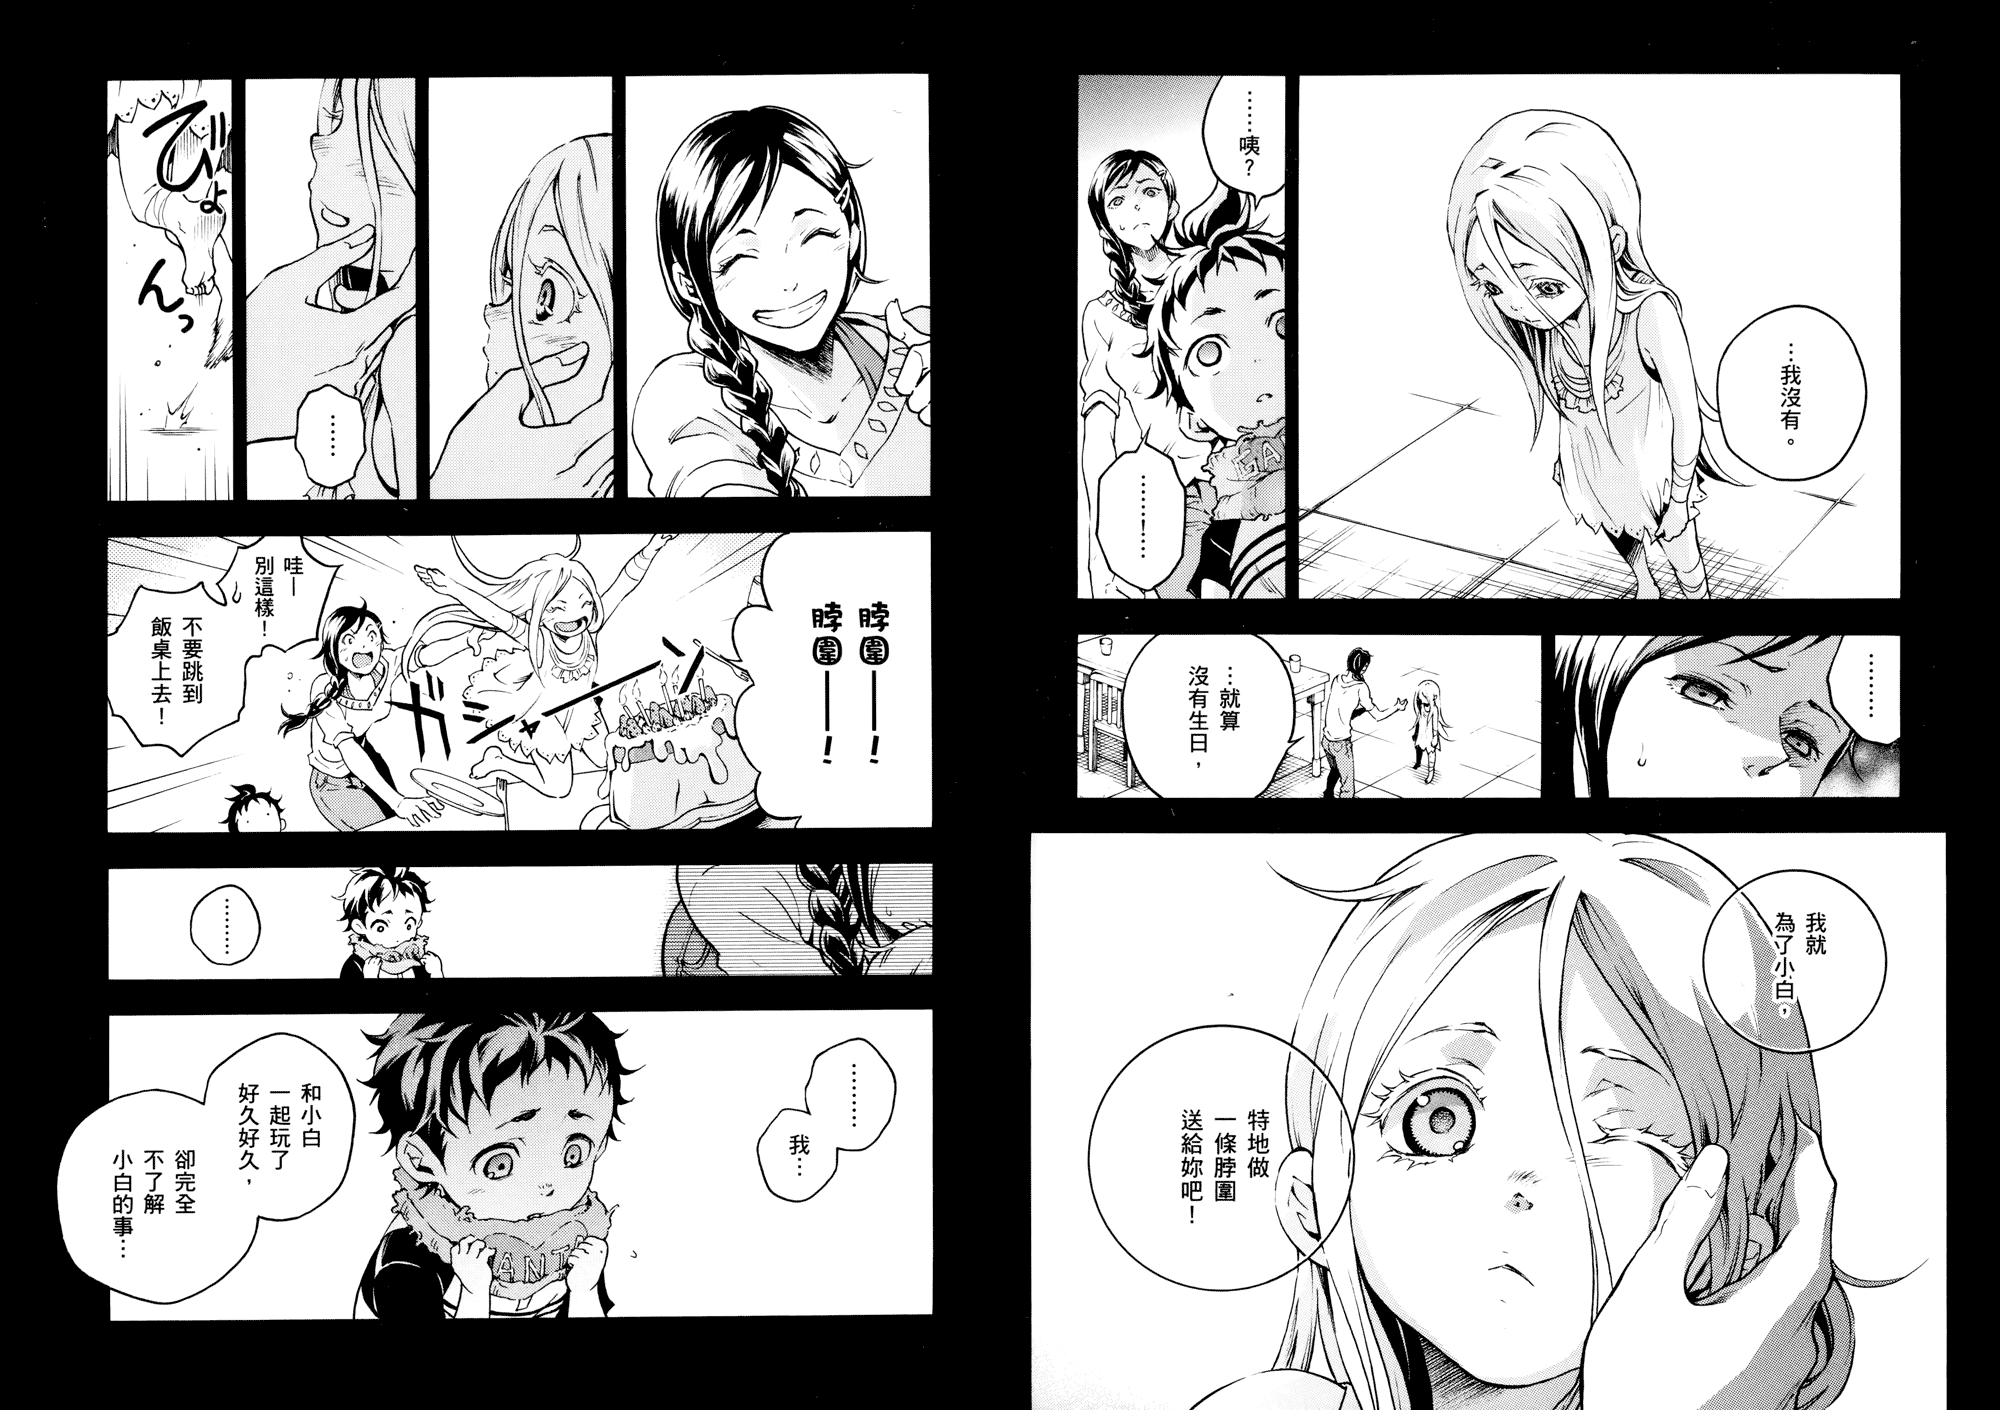 …我沒有。
……咦？
………！
………
…就算
沒有生日，
我就
為了小白，
特地做
一條脖圍
送給妳吧！
……
びょ
んっ
脖圍——！
脖圍——！
ガシャーン
哇—
別這樣！
不要跳到
飯桌上去！
………
………
我…
和小白
一起玩了
好久好久，
卻完全
不了解
小白的事…
GA
ANT